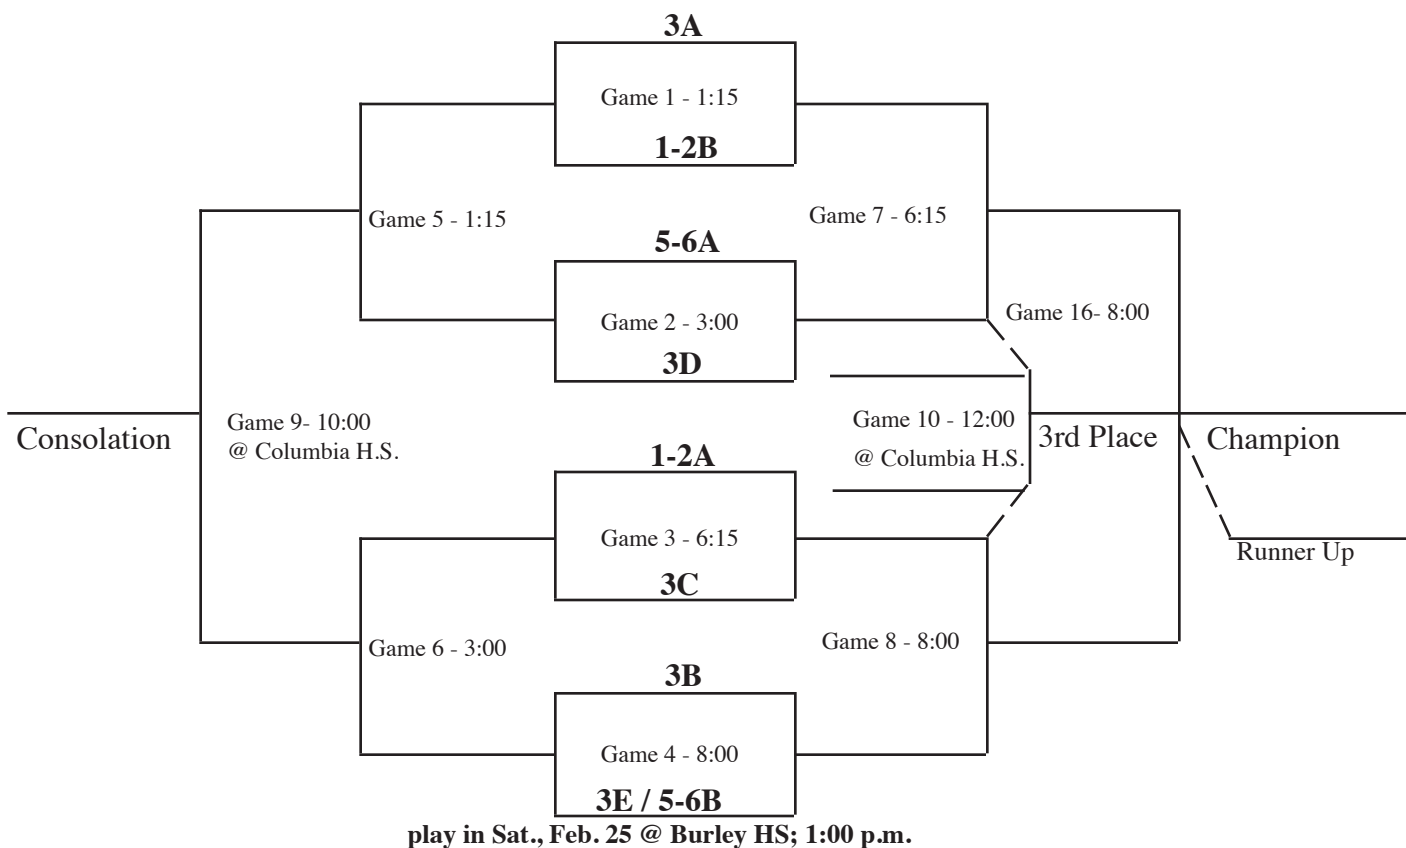 3A
Game 1 - 1:15
1-2B
Game 5 - 1:15
Game 7 - 6:15
5-6A
Game 2 - 3:00
3D
Game 16- 8:00
Game 9- 10:00
@ Columbia H.S.
Consolation
Game 10 - 12:00
@ Columbia H.S.
3rd Place
Champion
1-2A
Game 3 - 6:15
3C
Runner Up
Game 6 - 3:00
Game 8 - 8:00
3B
Game 4 - 8:00
3E / 5-6B
play in Sat., Feb. 25 @ Burley HS; 1:00 p.m.